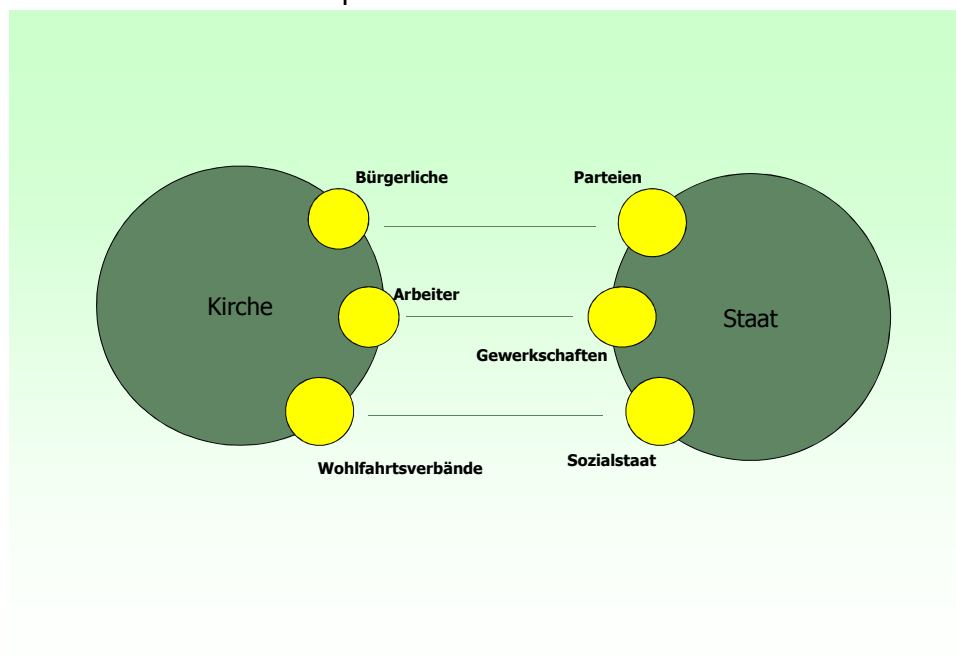 Bürgerliche
Parteien
Arbeiter
Kirche
Staat
Gewerkschaften
Wohlfahrtsverbände
Sozialstaat